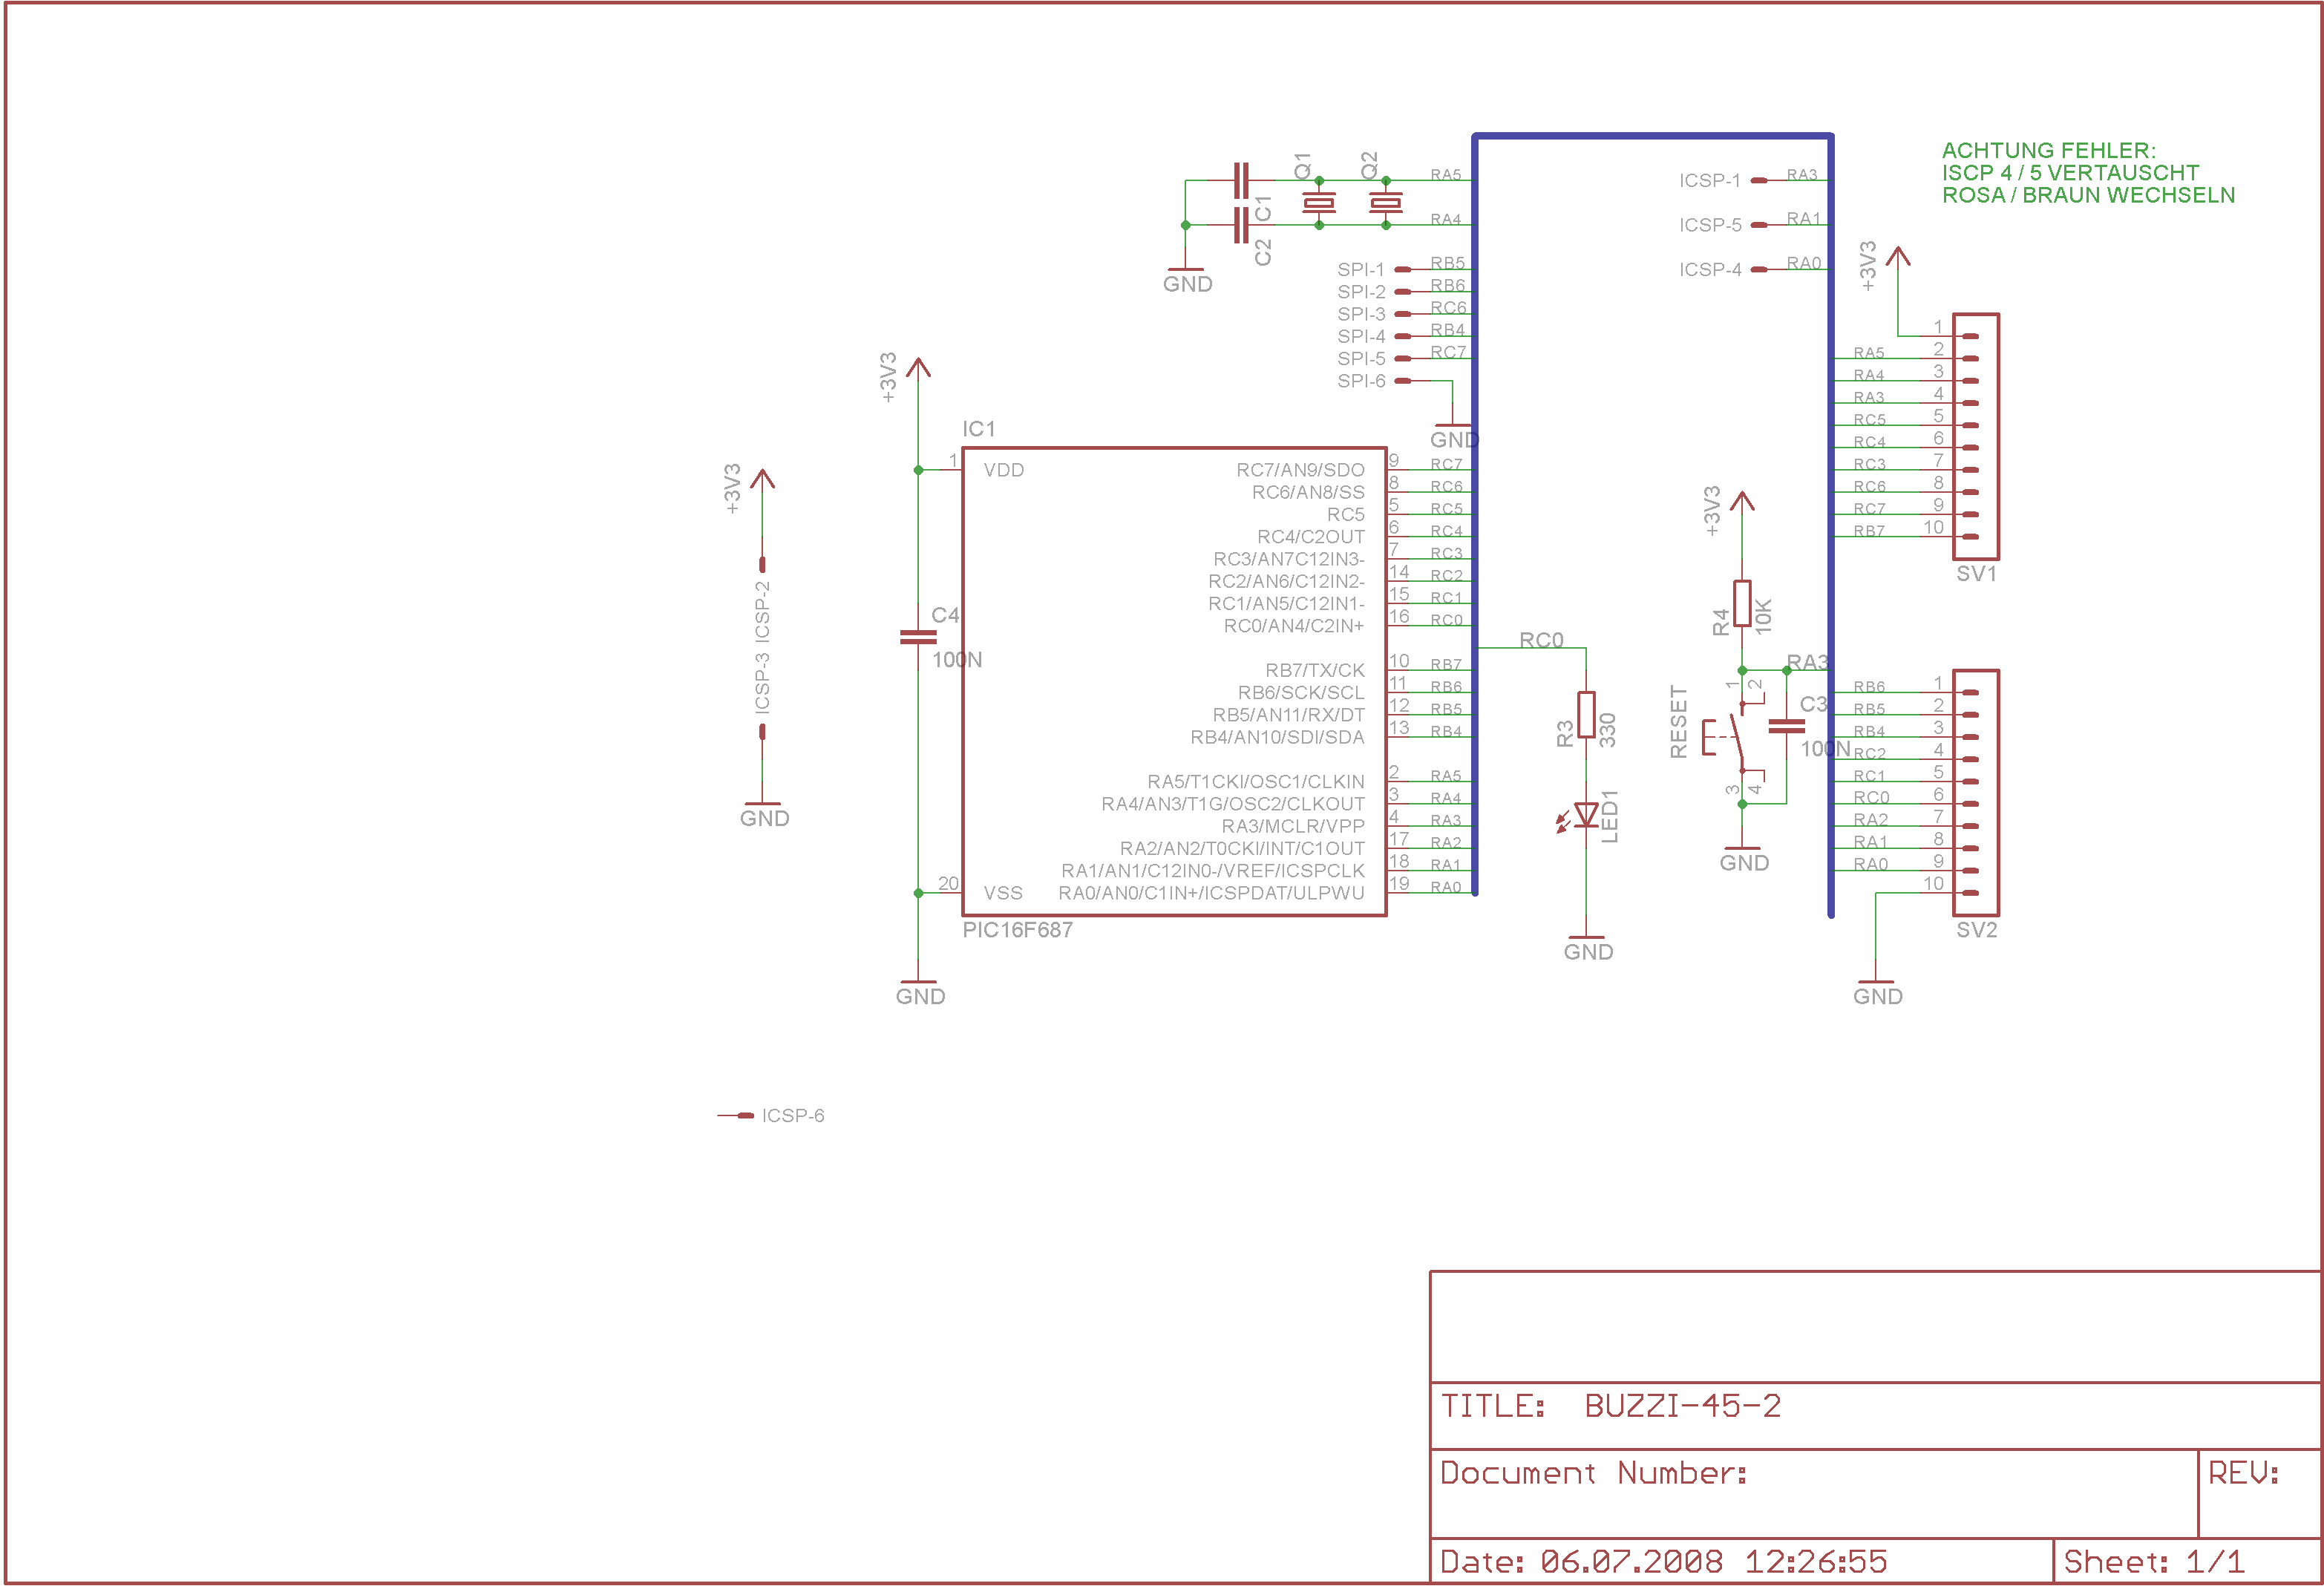 ACHTUNG FEHLER:
ISCP 4 / 5 VERTAUSCHT
ROSA / BRAUN WECHSELN
Q1
Q2
C1
C2
GND
RA5
RA4
SPI-1 RB5
SPI-2 RB6
SPI-3 RC6
SPI-4 RB4
SPI-5 RC7
SPI-6
GND
ICSP-1 RA3
ICSP-5 RA1
ICSP-4 RA0
+3V3
1
RA5 2
RA4 3
RA3 4
RC5 5
RC4 6
RC3 7
RC6 8
RC7 9
RB7 10
SV1
+3V3
ICSP-2
ICSP-3
GND
+3V3
C4
100N
GND
IC1
1 VDD
20 VSS
RC7/AN9/SDO 9 RC7
RC6/AN8/SS 8 RC6
RC5 5 RC5
RC4/C2OUT 6 RC4
RC3/AN7C12IN3- 7 RC3
RC2/AN6/C12IN2- 14 RC2
RC1/AN5/C12IN1- 15 RC1
RC0/AN4/C2IN+ 16 RC0
RB7/TX/CK 10 RB7
RB6/SCK/SCL 11 RB6
RB5/AN11/RX/DT 12 RB5
RB4/AN10/SDI/SDA 13 RB4
RA5/T1CKI/OSC1/CLKIN 2 RA5
RA4/AN3/T1G/OSC2/CLKOUT 3 RA4
RA3/MCLR/VPP 4 RA3
RA2/AN2/T0CKI/INT/C1OUT 17 RA2
RA1/AN1/C12IN0-/VREF/ICSPCLK 18 RA1
RA0/AN0/C1IN+/ICSPDAT/ULPWU 19 RA0
PIC16F687
RC0
R3
330
LED1
GND
+3V3
R4
10K
RA3
RESET
1
2
3
4
C3
100N
GND
RB6 1
RB5 2
RB4 3
RC2 4
RC1 5
RC0 6
RA2 7
RA1 8
RA0 9
10
SV2
GND
ICSP-6
TITLE: BUZZI-45-2
Document Number:
REV:
Date: 06.07.2008 12:26:55
Sheet: 1/1